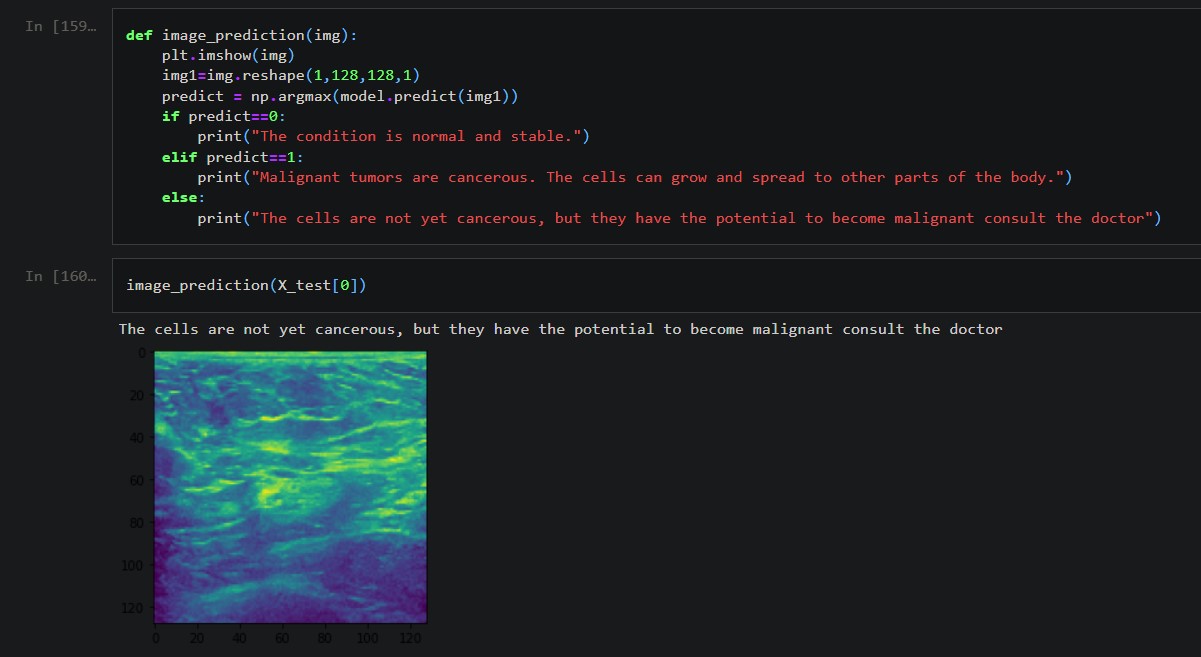 In [159…
def image_prediction(img):
    plt.imshow(img)
    img1=img.reshape(1,128,128,1)
    predict = np.argmax(model.predict(img1))
    if predict==0:
        print("The condition is normal and stable.")
    elif predict==1:
        print("Malignant tumors are cancerous. The cells can grow and spread to other parts of the body.")
    else:
        print("The cells are not yet cancerous, but they have the potential to become malignant consult the doctor")
In [160…
image_prediction(X_test[0])
The cells are not yet cancerous, but they have the potential to become malignant consult the doctor
0
20
40
60
80
100
120
0 20 40 60 80 100 120